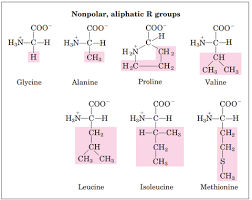 Nonpolar, aliphatic R groups
COO⁻ COO⁻ COO⁻ COO⁻
H₃N⁺—C—H H₃N⁺—C—H H C H₃N⁺—C—H
H CH₃ H₂N⁺ CH₂ CH
H₂C—CH₂ CH₃ CH₃
Glycine Alanine Proline Valine
COO⁻ COO⁻ COO⁻
H₃N⁺—C—H H₃N⁺—C—H H₃N⁺—C—H
CH₂ H—C—CH₃ CH₂
CH CH₂ CH₂
CH₃ CH₃ CH₃ S
CH₃
Leucine Isoleucine Methionine